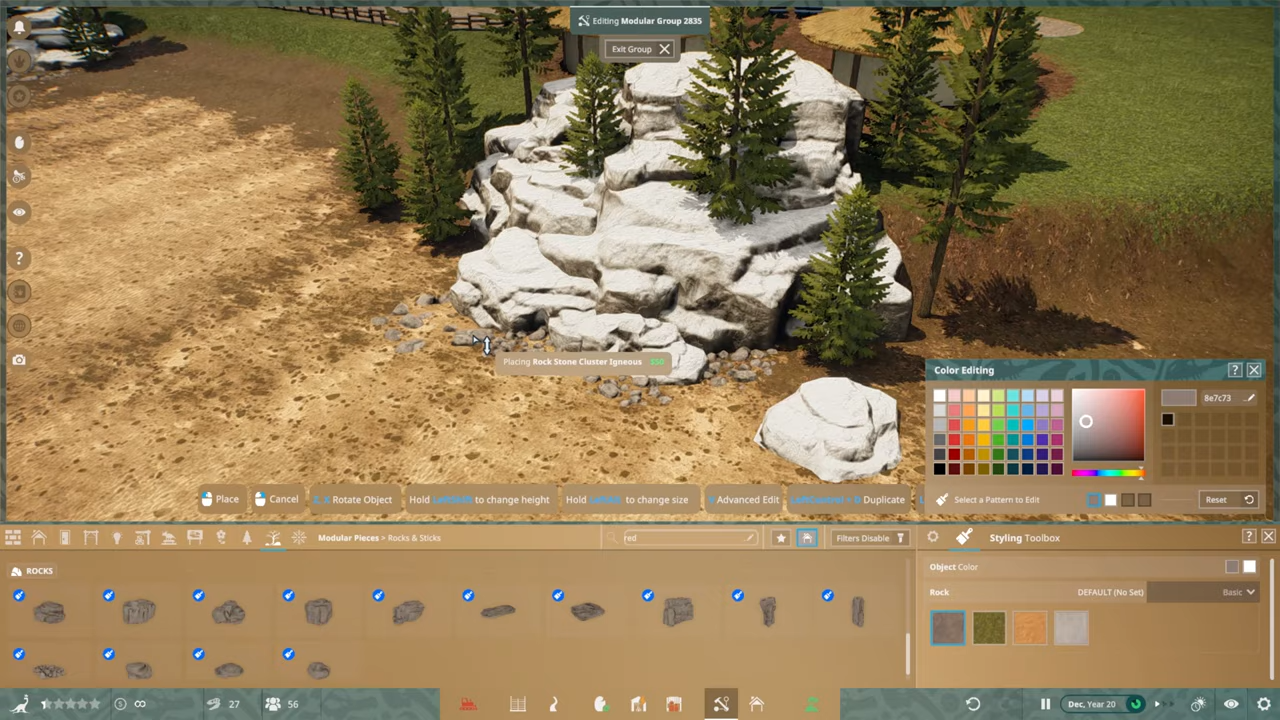 Editing Modular Group 2835
Exit Group
Placing Rock Stone Cluster Igneous $50
Color Editing
?
8e7c73
Select a Pattern to Edit
Reset
Place
Cancel
Rotate Object
Hold to change height
Hold to change size
Advanced Edit
Duplicate
Modular Pieces > Rocks & Sticks
red
Filters Disable
Styling Toolbox
?
ROCKS
Object Color
Rock
DEFAULT (No Set)
Basic
27
56
Dec, Year 20
?